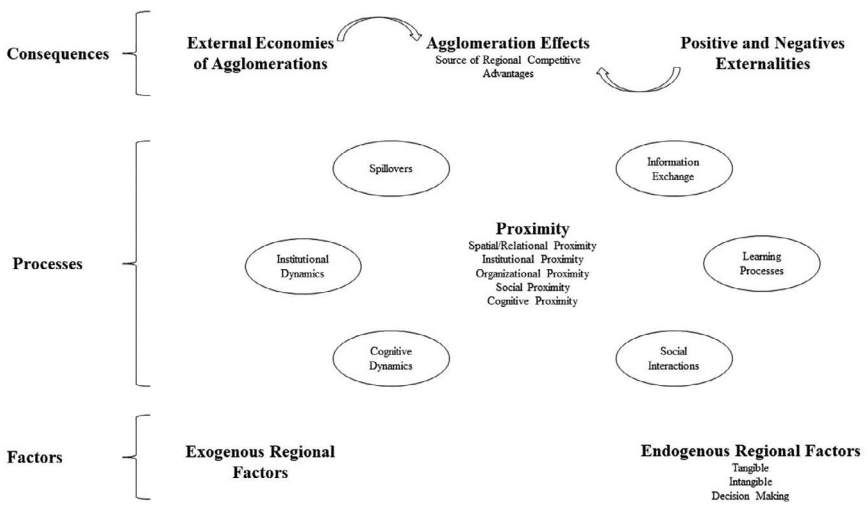 Consequences
External Economies
of Agglomerations
Agglomeration Effects
Source of Regional Competitive
Advantages
Positive and Negatives
Externalities
Processes
Spillovers
Information
Exchange
Institutional
Dynamics
Proximity
Spatial/Relational Proximity
Institutional Proximity
Organizational Proximity
Social Proximity
Cognitive Proximity
Learning
Processes
Cognitive
Dynamics
Social
Interactions
Factors
Exogenous Regional
Factors
Endogenous Regional Factors
Tangible
Intangible
Decision Making